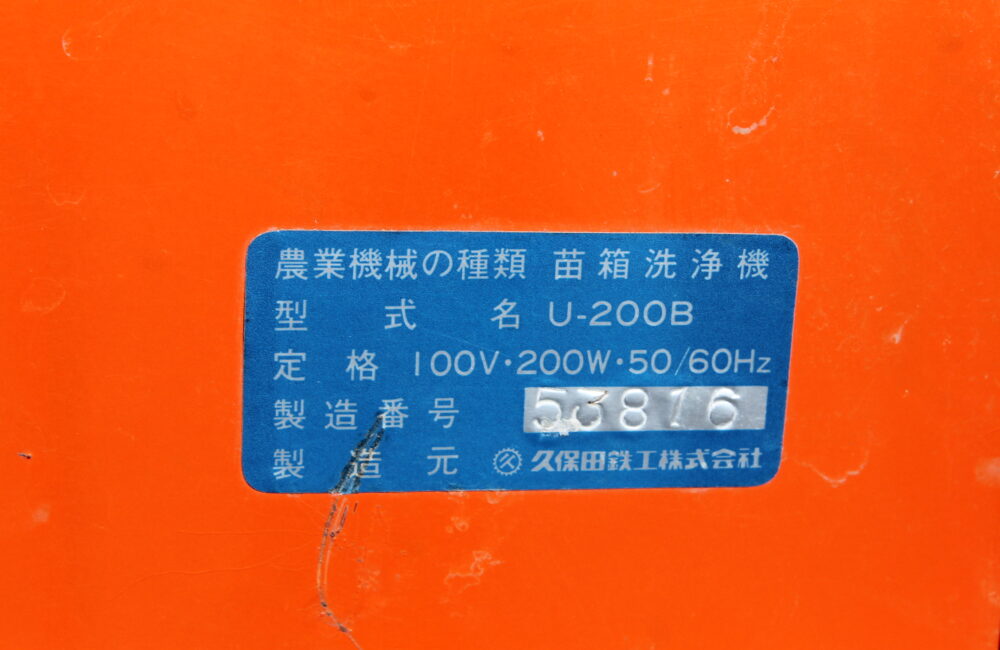 農業機械の種類 苗箱洗浄機
型式名 U-200B
定格 100V・200W・50/60Hz
製造番号 53816
製造元 久保田鉄工株式会社